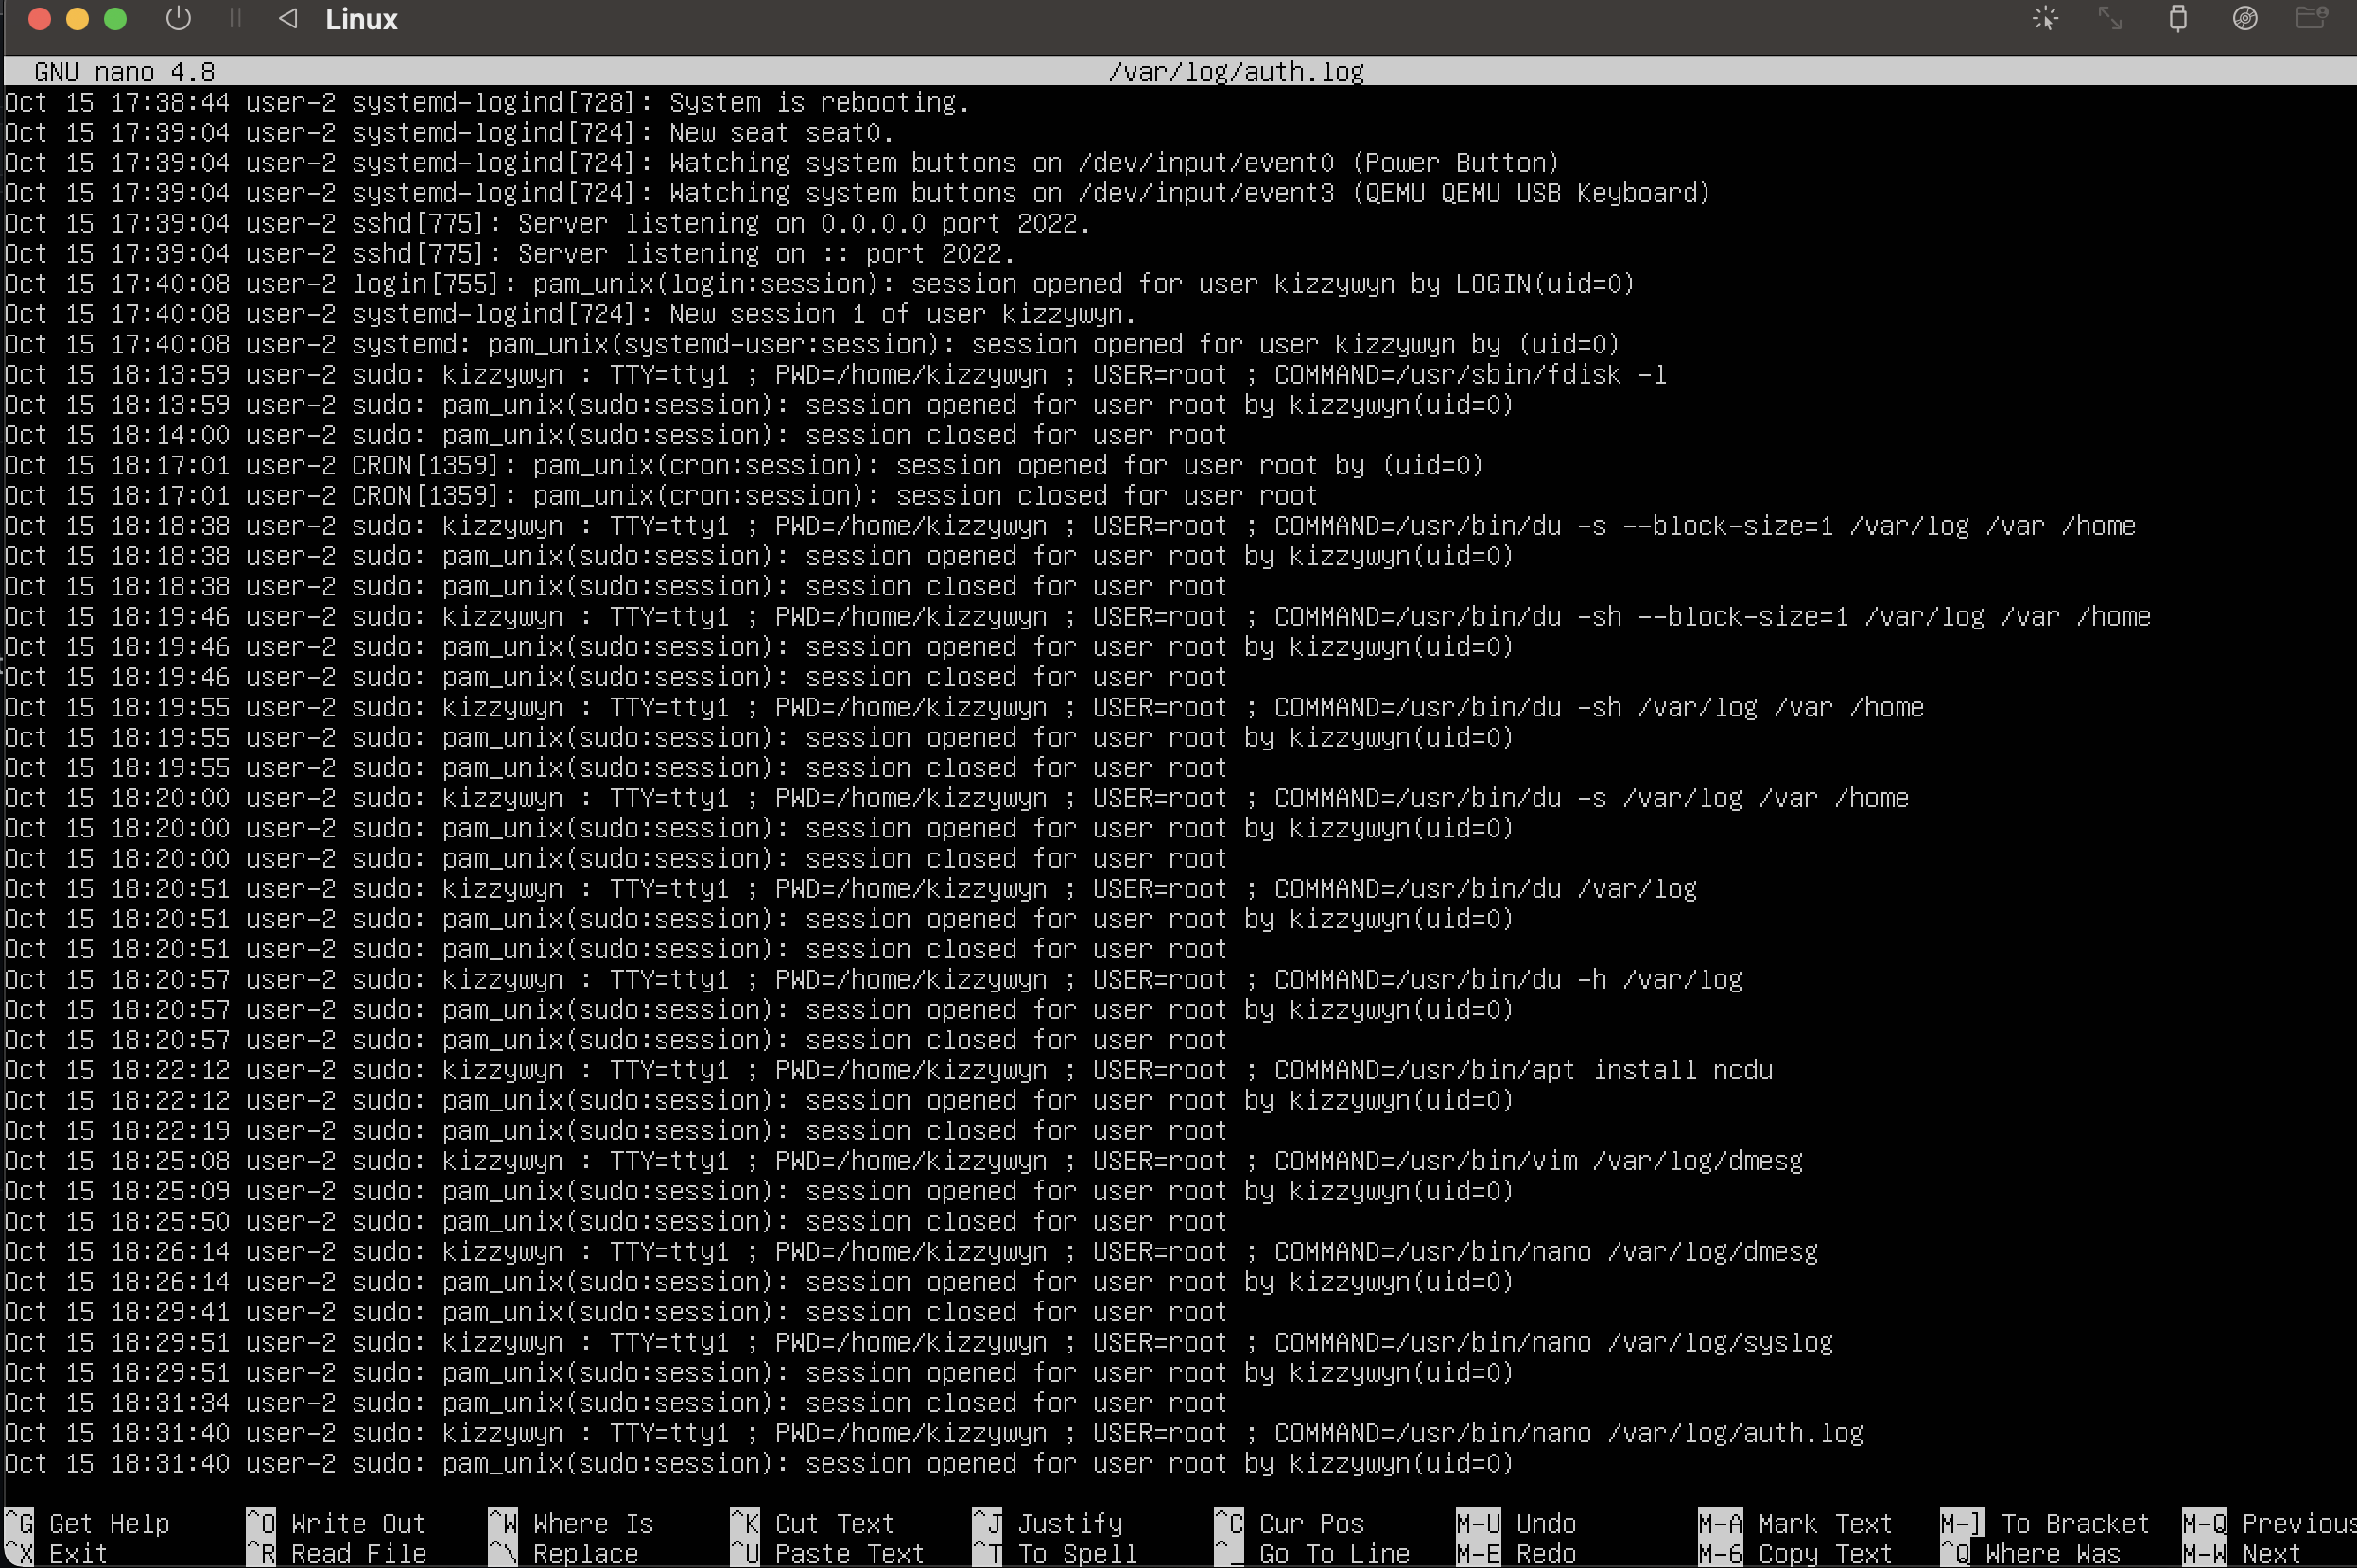 Linux
GNU nano 4.8 /var/log/auth.log
Oct 15 17:38:44 user-2 systemd-logind[728]: System is rebooting.
Oct 15 17:39:04 user-2 systemd-logind[724]: New seat seat0.
Oct 15 17:39:04 user-2 systemd-logind[724]: Watching system buttons on /dev/input/event0 (Power Button)
Oct 15 17:39:04 user-2 systemd-logind[724]: Watching system buttons on /dev/input/event3 (QEMU QEMU USB Keyboard)
Oct 15 17:39:04 user-2 sshd[775]: Server listening on 0.0.0.0 port 2022.
Oct 15 17:39:04 user-2 sshd[775]: Server listening on :: port 2022.
Oct 15 17:40:08 user-2 login[755]: pam_unix(login:session): session opened for user kizzywyn by LOGIN(uid=0)
Oct 15 17:40:08 user-2 systemd-logind[724]: New session 1 of user kizzywyn.
Oct 15 17:40:08 user-2 systemd: pam_unix(systemd-user:session): session opened for user kizzywyn by (uid=0)
Oct 15 18:13:59 user-2 sudo: kizzywyn : TTY=tty1 ; PWD=/home/kizzywyn ; USER=root ; COMMAND=/usr/sbin/fdisk -l
Oct 15 18:13:59 user-2 sudo: pam_unix(sudo:session): session opened for user root by kizzywyn(uid=0)
Oct 15 18:14:00 user-2 sudo: pam_unix(sudo:session): session closed for user root
Oct 15 18:17:01 user-2 CRON[1359]: pam_unix(cron:session): session opened for user root by (uid=0)
Oct 15 18:17:01 user-2 CRON[1359]: pam_unix(cron:session): session closed for user root
Oct 15 18:18:38 user-2 sudo: kizzywyn : TTY=tty1 ; PWD=/home/kizzywyn ; USER=root ; COMMAND=/usr/bin/du -s --block-size=1 /var/log /var /home
Oct 15 18:18:38 user-2 sudo: pam_unix(sudo:session): session opened for user root by kizzywyn(uid=0)
Oct 15 18:18:38 user-2 sudo: pam_unix(sudo:session): session closed for user root
Oct 15 18:19:46 user-2 sudo: kizzywyn : TTY=tty1 ; PWD=/home/kizzywyn ; USER=root ; COMMAND=/usr/bin/du -sh --block-size=1 /var/log /var /home
Oct 15 18:19:46 user-2 sudo: pam_unix(sudo:session): session opened for user root by kizzywyn(uid=0)
Oct 15 18:19:46 user-2 sudo: pam_unix(sudo:session): session closed for user root
Oct 15 18:19:55 user-2 sudo: kizzywyn : TTY=tty1 ; PWD=/home/kizzywyn ; USER=root ; COMMAND=/usr/bin/du -sh /var/log /var /home
Oct 15 18:19:55 user-2 sudo: pam_unix(sudo:session): session opened for user root by kizzywyn(uid=0)
Oct 15 18:19:55 user-2 sudo: pam_unix(sudo:session): session closed for user root
Oct 15 18:20:00 user-2 sudo: kizzywyn : TTY=tty1 ; PWD=/home/kizzywyn ; USER=root ; COMMAND=/usr/bin/du -s /var/log /var /home
Oct 15 18:20:00 user-2 sudo: pam_unix(sudo:session): session opened for user root by kizzywyn(uid=0)
Oct 15 18:20:00 user-2 sudo: pam_unix(sudo:session): session closed for user root
Oct 15 18:20:51 user-2 sudo: kizzywyn : TTY=tty1 ; PWD=/home/kizzywyn ; USER=root ; COMMAND=/usr/bin/du /var/log
Oct 15 18:20:51 user-2 sudo: pam_unix(sudo:session): session opened for user root by kizzywyn(uid=0)
Oct 15 18:20:51 user-2 sudo: pam_unix(sudo:session): session closed for user root
Oct 15 18:20:57 user-2 sudo: kizzywyn : TTY=tty1 ; PWD=/home/kizzywyn ; USER=root ; COMMAND=/usr/bin/du -h /var/log
Oct 15 18:20:57 user-2 sudo: pam_unix(sudo:session): session opened for user root by kizzywyn(uid=0)
Oct 15 18:20:57 user-2 sudo: pam_unix(sudo:session): session closed for user root
Oct 15 18:22:12 user-2 sudo: kizzywyn : TTY=tty1 ; PWD=/home/kizzywyn ; USER=root ; COMMAND=/usr/bin/apt install ncdu
Oct 15 18:22:12 user-2 sudo: pam_unix(sudo:session): session opened for user root by kizzywyn(uid=0)
Oct 15 18:22:19 user-2 sudo: pam_unix(sudo:session): session closed for user root
Oct 15 18:25:08 user-2 sudo: kizzywyn : TTY=tty1 ; PWD=/home/kizzywyn ; USER=root ; COMMAND=/usr/bin/vim /var/log/dmesg
Oct 15 18:25:09 user-2 sudo: pam_unix(sudo:session): session opened for user root by kizzywyn(uid=0)
Oct 15 18:25:50 user-2 sudo: pam_unix(sudo:session): session closed for user root
Oct 15 18:26:14 user-2 sudo: kizzywyn : TTY=tty1 ; PWD=/home/kizzywyn ; USER=root ; COMMAND=/usr/bin/nano /var/log/dmesg
Oct 15 18:26:14 user-2 sudo: pam_unix(sudo:session): session opened for user root by kizzywyn(uid=0)
Oct 15 18:29:41 user-2 sudo: pam_unix(sudo:session): session closed for user root
Oct 15 18:29:51 user-2 sudo: kizzywyn : TTY=tty1 ; PWD=/home/kizzywyn ; USER=root ; COMMAND=/usr/bin/nano /var/log/syslog
Oct 15 18:29:51 user-2 sudo: pam_unix(sudo:session): session opened for user root by kizzywyn(uid=0)
Oct 15 18:31:34 user-2 sudo: pam_unix(sudo:session): session closed for user root
Oct 15 18:31:40 user-2 sudo: kizzywyn : TTY=tty1 ; PWD=/home/kizzywyn ; USER=root ; COMMAND=/usr/bin/nano /var/log/auth.log
Oct 15 18:31:40 user-2 sudo: pam_unix(sudo:session): session opened for user root by kizzywyn(uid=0)
^G Get Help ^O Write Out ^W Where Is ^K Cut Text ^J Justify ^C Cur Pos M-U Undo M-A Mark Text M-] To Bracket M-Q Previous
^X Exit ^R Read File ^\ Replace ^U Paste Text ^T To Spell ^_ Go To Line M-E Redo M-6 Copy Text ^Q Where Was M-W Next